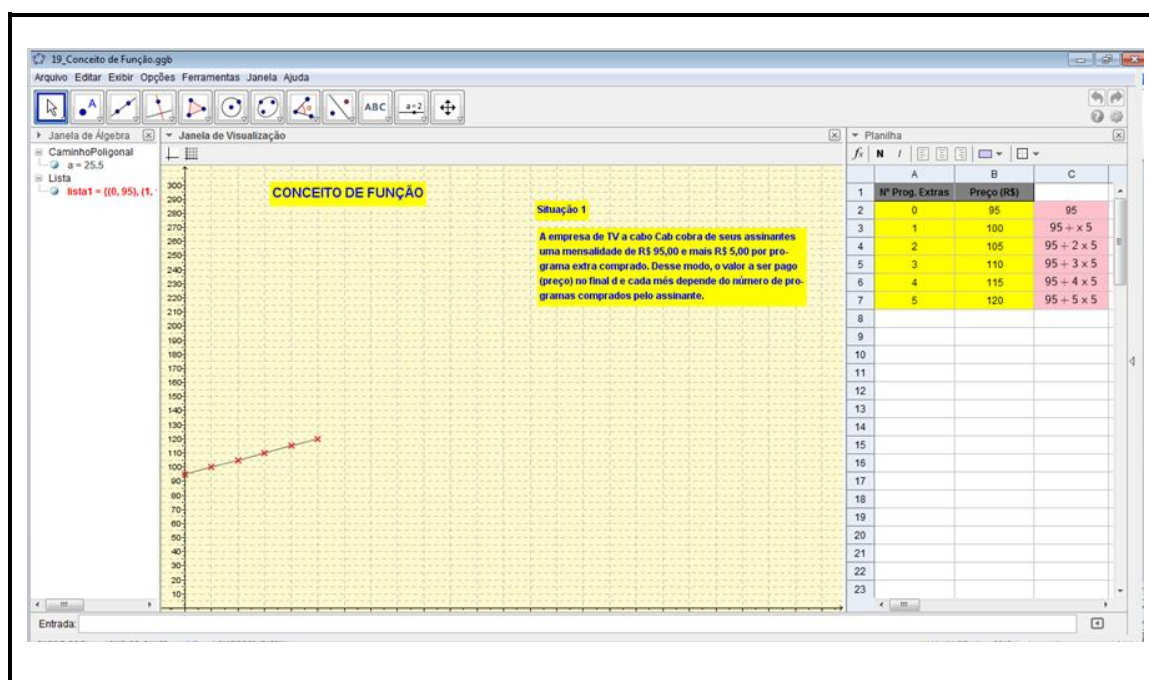 19_Conceito de Função.ggb
Arquivo Editar Exibir Opções Ferramentas Janela Ajuda
A ABC a=2
Janela de Álgebra
CaminhoPoligonal
a = 25.5
Lista
lista1 = {(0, 95), (1,
Janela de Visualização
CONCEITO DE FUNÇÃO
Situação 1
A empresa de TV a cabo Cab cobra de seus assinantes
uma mensalidade de R$ 95,00 e mais R$ 5,00 por pro-
grama extra comprado. Desse modo, o valor a ser pago
(preço) no final d e cada mês depende do número de pro-
gramas comprados pelo assinante.
300
290
280
270
260
250
240
230
220
210
200
190
180
170
160
150
140
130
120
110
100
90
80
70
60
50
40
30
20
10
Planilha
fx N I
A B C
1 Nº Prog. Extras Preço (R$)
2 0 95 95
3 1 100 95 + x 5
4 2 105 95 + 2 x 5
5 3 110 95 + 3 x 5
6 4 115 95 + 4 x 5
7 5 120 95 + 5 x 5
8
9
10
11
12
13
14
15
16
17
18
19
20
21
22
23
Entrada: